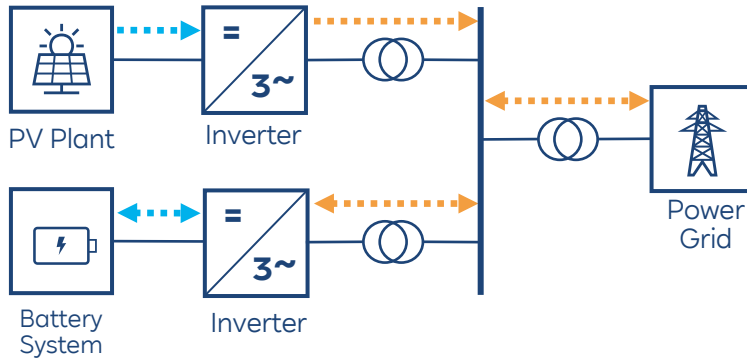 =
3~
PV Plant
Inverter
=
3~
Battery
System
Inverter
Power
Grid